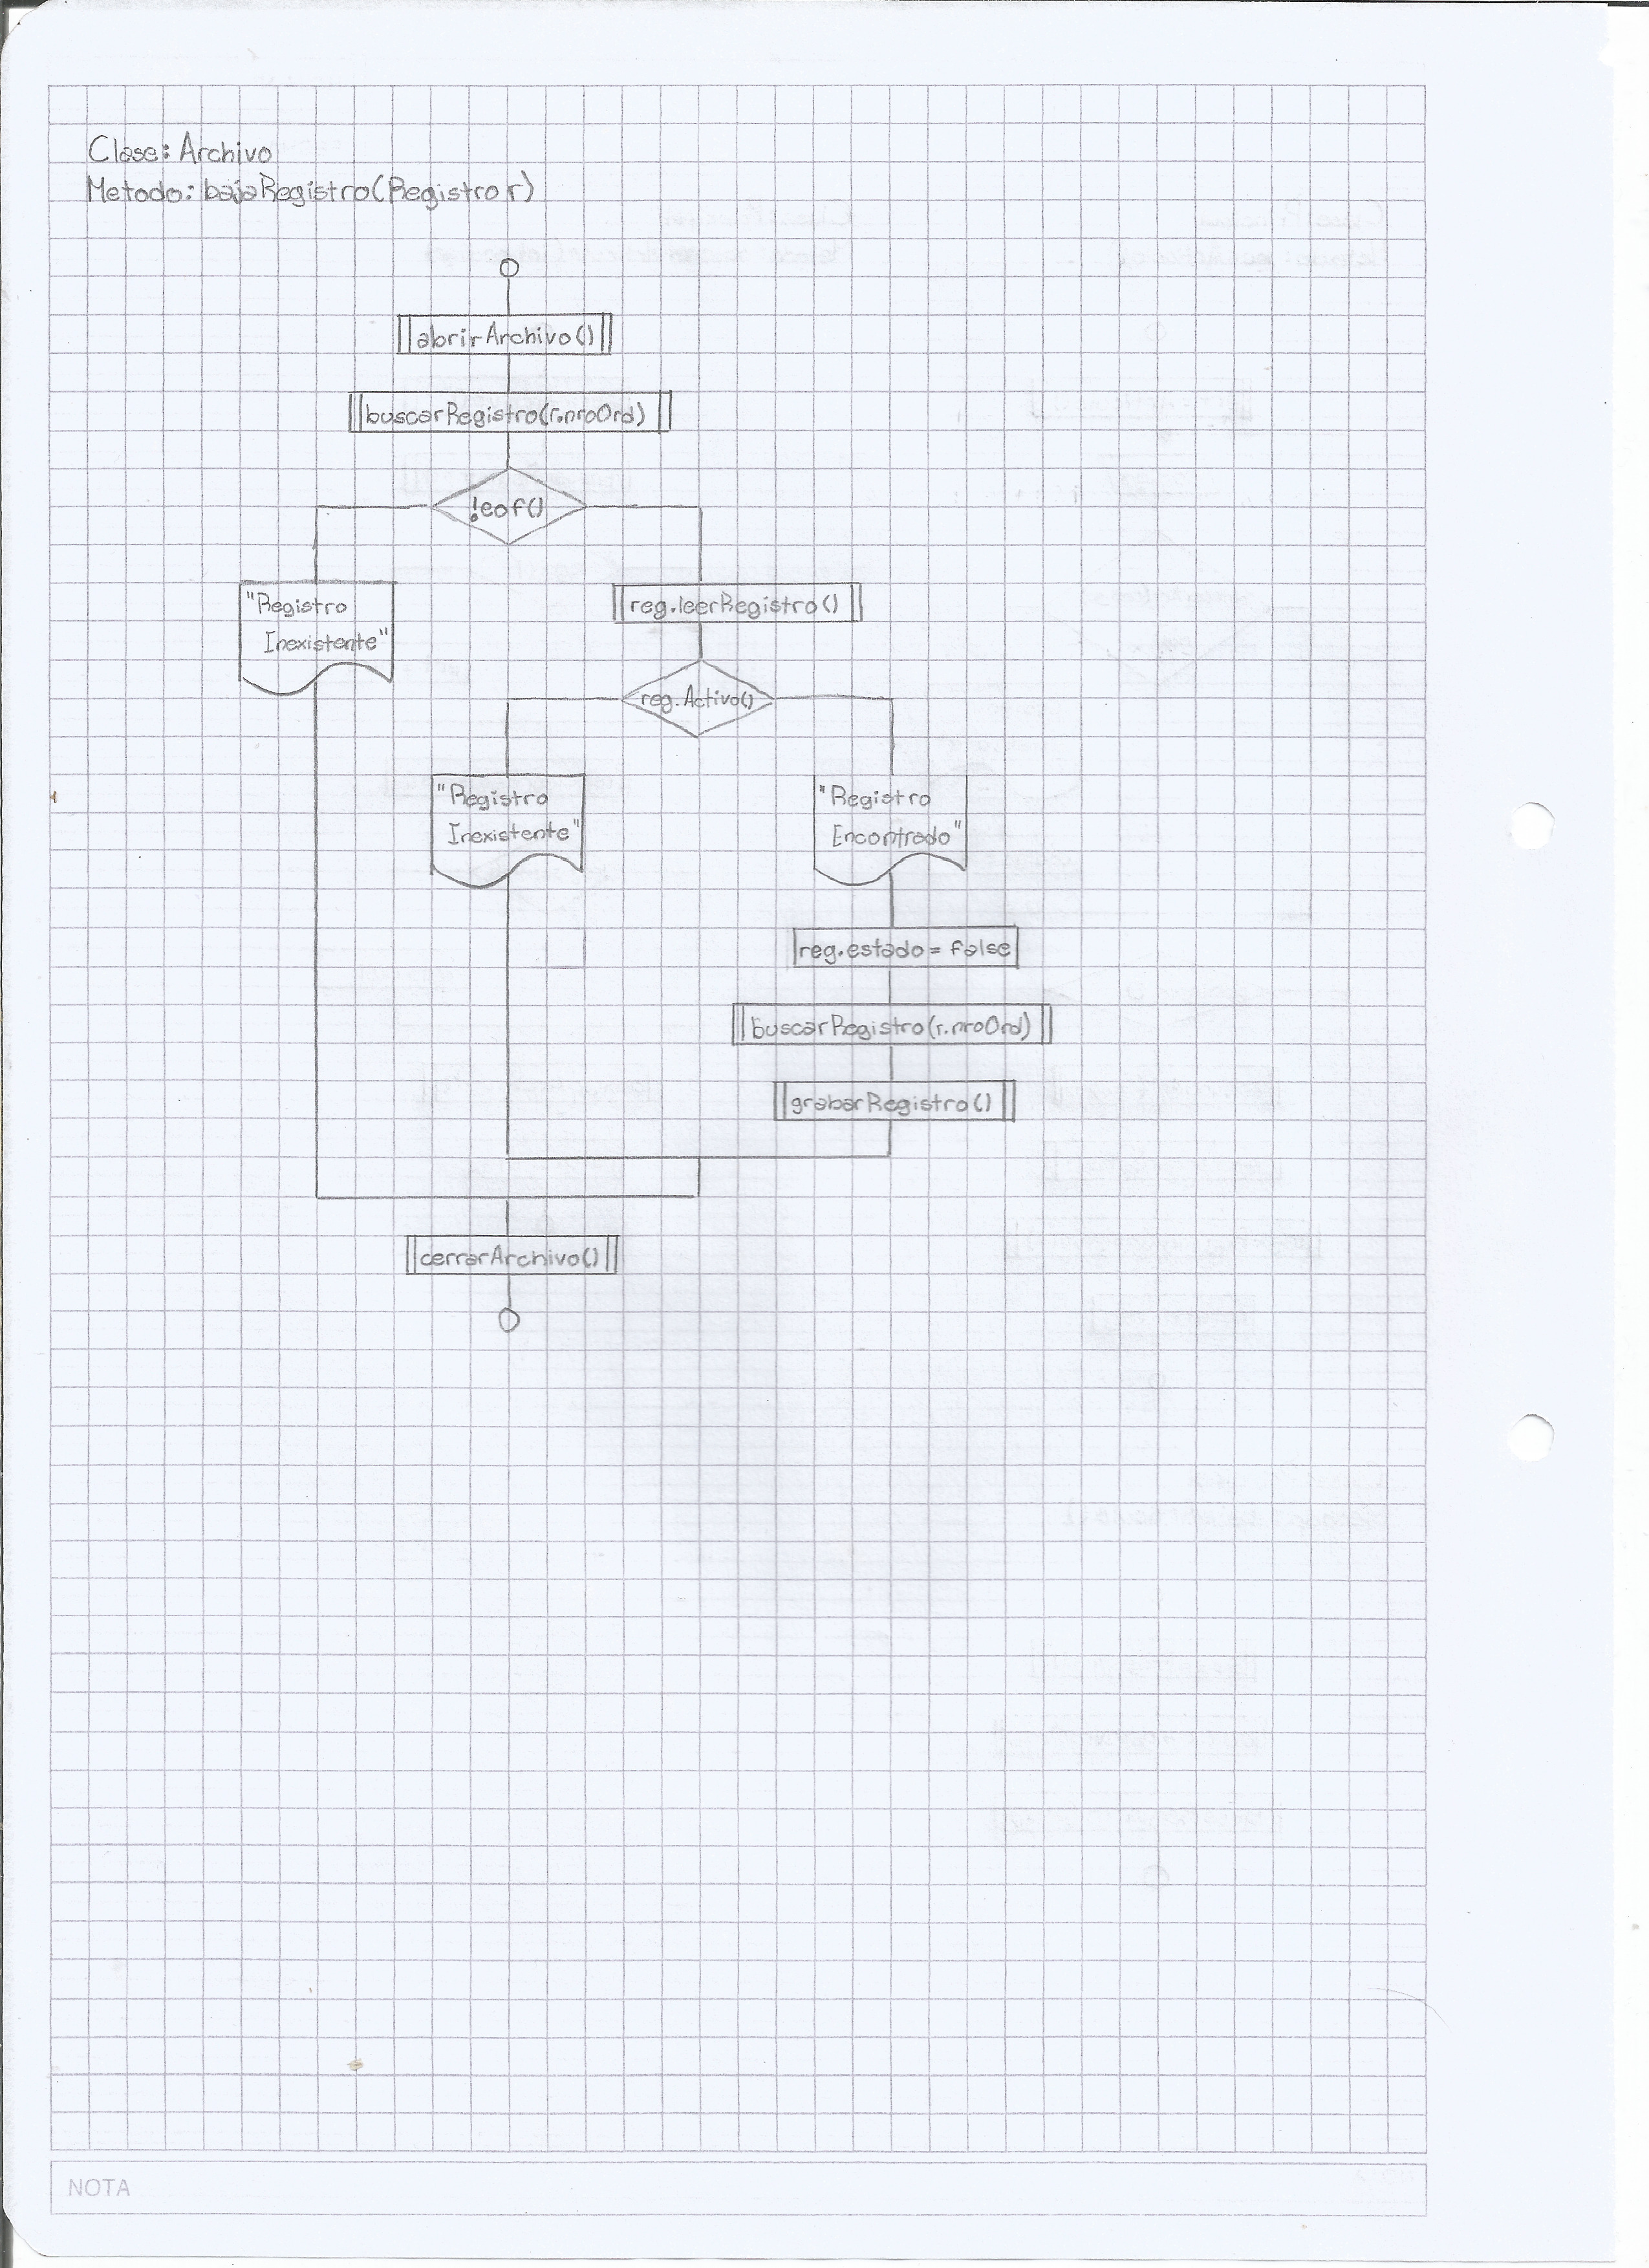 Clase: Archivo
Metodo: bajaRegistro(Registro r)
abrirArchivo()
buscarRegistro(r.nroOrd)
!eof()
"Registro
Inexistente"
reg.leerRegistro()
reg.Activo()
"Registro
Inexistente"
"Registro
Encontrado"
reg.estado = false
buscarRegistro(r.nroOrd)
grabarRegistro()
cerrarArchivo()
NOTA